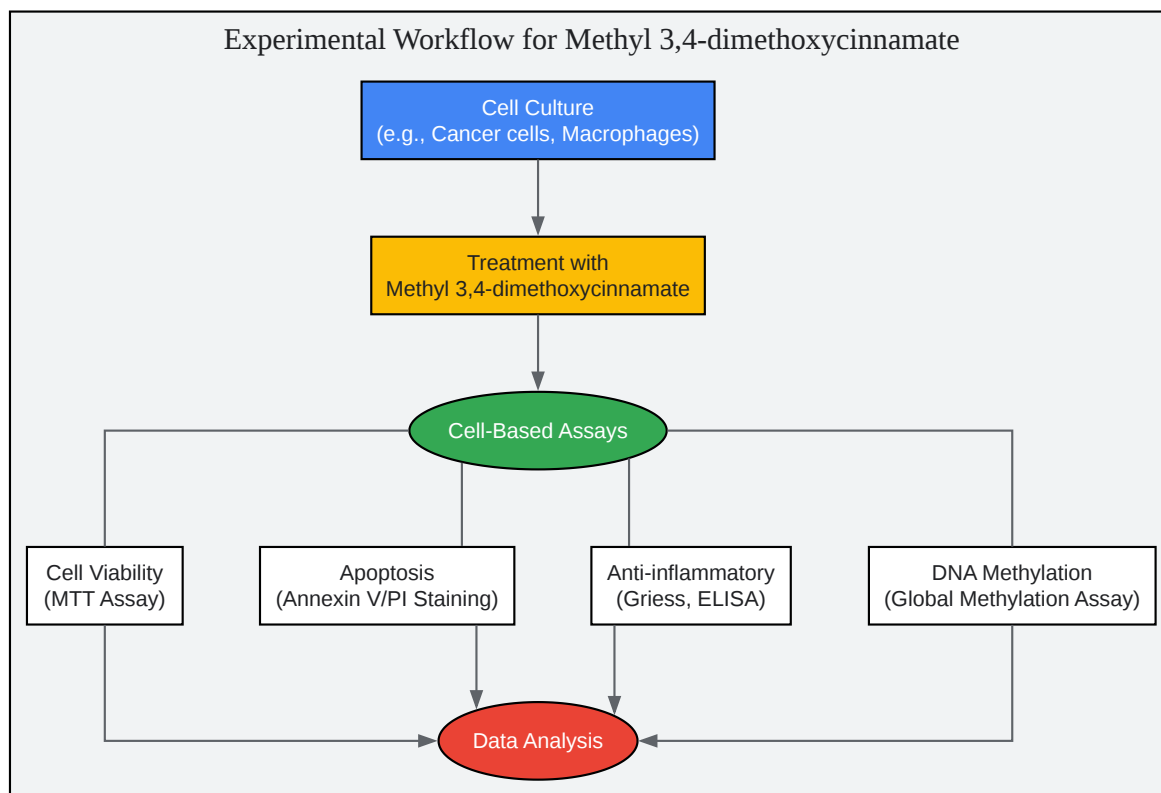 Experimental Workflow for Methyl 3,4-dimethoxycinnamate
Cell Culture
(e.g., Cancer cells, Macrophages)
Treatment with
Methyl 3,4-dimethoxycinnamate
Cell-Based Assays
Cell Viability
(MTT Assay)
Apoptosis
(Annexin V/PI Staining)
Anti-inflammatory
(Griess, ELISA)
DNA Methylation
(Global Methylation Assay)
Data Analysis